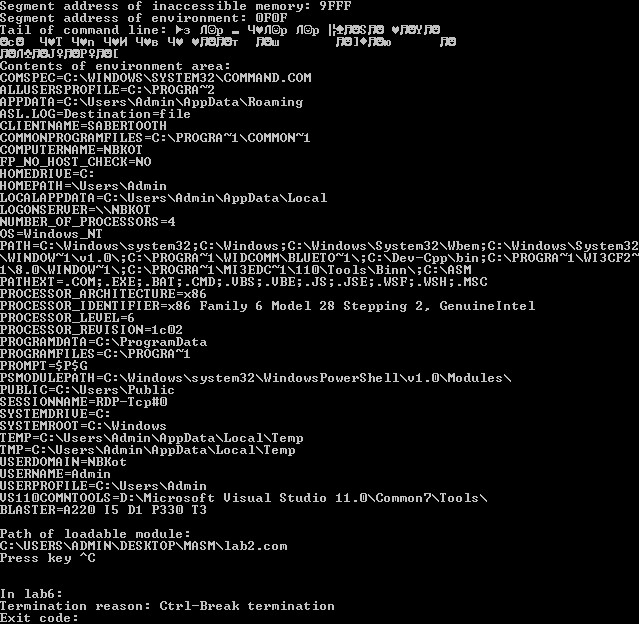 Segment address of inaccessible memory: 9FFF
Segment address of environment: 0F0F
Tail of command line:
Contents of environment area:
COMSPEC=C:\WINDOWS\SYSTEM32\COMMAND.COM
ALLUSERSPROFILE=C:\PROGRA~2
APPDATA=C:\Users\Admin\AppData\Roaming
ASL.LOG=Destination=file
CLIENTNAME=SABERTOOTH
COMMONPROGRAMFILES=C:\PROGRA~1\COMMON~1
COMPUTERNAME=NBKOT
FP_NO_HOST_CHECK=NO
HOMEDRIVE=C:
HOMEPATH=\Users\Admin
LOCALAPPDATA=C:\Users\Admin\AppData\Local
LOGONSERVER=\\NBKOT
NUMBER_OF_PROCESSORS=4
OS=Windows_NT
PATH=C:\Windows\system32;C:\Windows;C:\Windows\System32\Wbem;C:\Windows\System32
\WINDOW~1\v1.0\;C:\PROGRA~1\WIDCOMM\BLUETO~1\;C:\Dev-Cpp\bin;C:\PROGRA~1\WI3CF2~
1\8.0\WINDOW~1\;C:\PROGRA~1\MI3EDC~1\110\Tools\Binn\;C:\ASM
PATHEXT=.COM;.EXE;.BAT;.CMD;.VBS;.VBE;.JS;.JSE;.WSF;.WSH;.MSC
PROCESSOR_ARCHITECTURE=x86
PROCESSOR_IDENTIFIER=x86 Family 6 Model 28 Stepping 2, GenuineIntel
PROCESSOR_LEVEL=6
PROCESSOR_REVISION=1c02
PROGRAMDATA=C:\ProgramData
PROGRAMFILES=C:\PROGRA~1
PROMPT=$P$G
PSMODULEPATH=C:\Windows\system32\WindowsPowerShell\v1.0\Modules\
PUBLIC=C:\Users\Public
SESSIONNAME=RDP-Tcp#0
SYSTEMDRIVE=C:
SYSTEMROOT=C:\Windows
TEMP=C:\Users\Admin\AppData\Local\Temp
TMP=C:\Users\Admin\AppData\Local\Temp
USERDOMAIN=NBKot
USERNAME=Admin
USERPROFILE=C:\Users\Admin
VS110COMNTOOLS=D:\Microsoft Visual Studio 11.0\Common7\Tools\
BLASTER=A220 I5 D1 P330 T3
Path of loadable module:
C:\USERS\ADMIN\DESKTOP\MASM\lab2.com
Press key ^C
In lab6:
Termination reason: Ctrl-Break termination
Exit code: